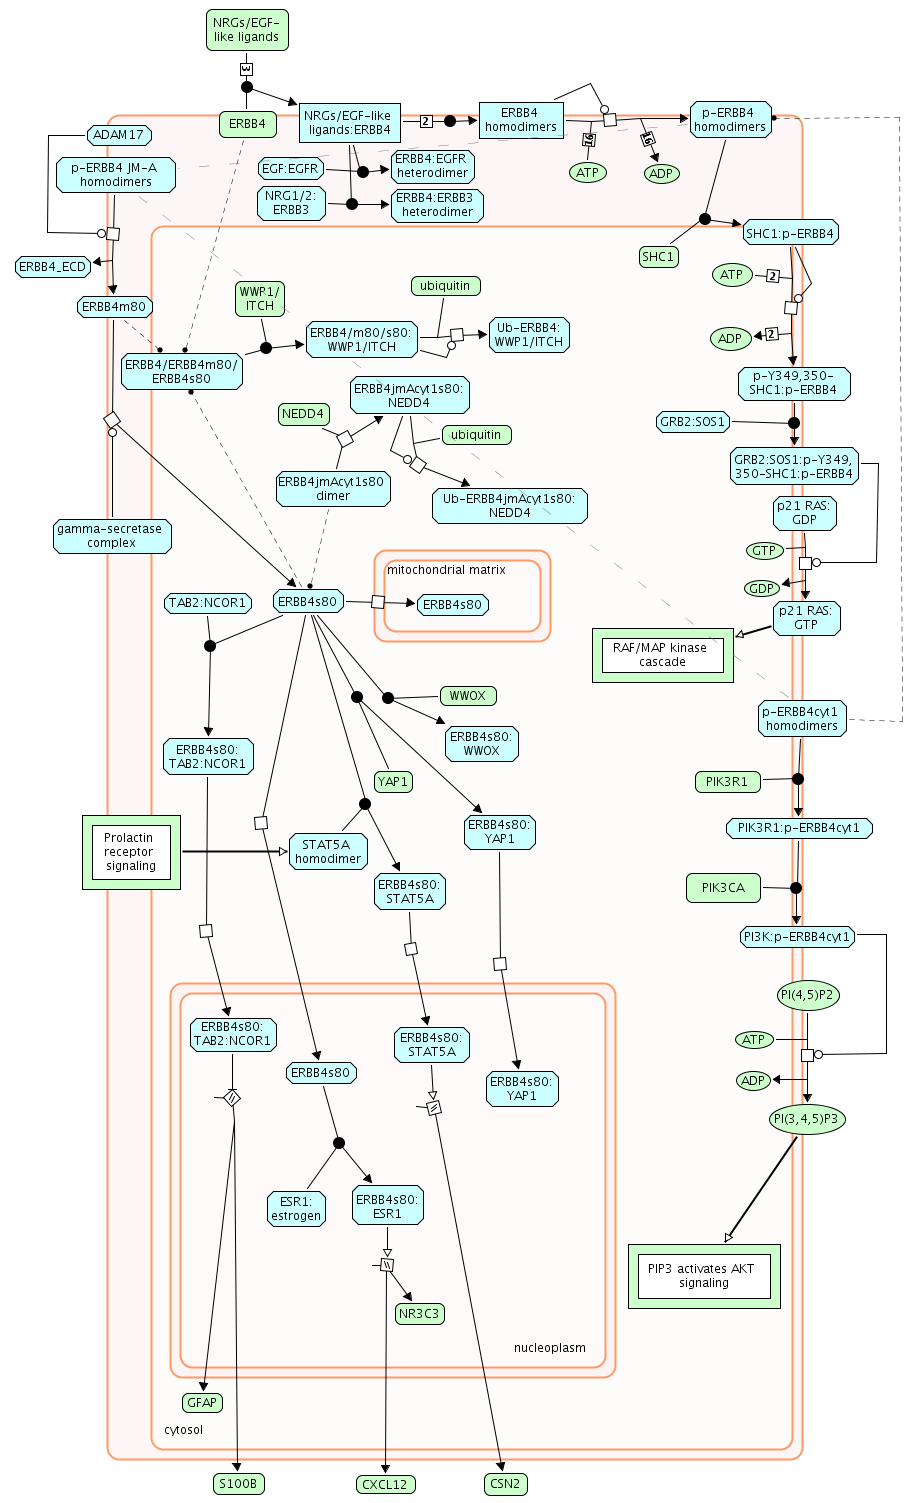 NRGs/EGF-
like ligands
3
ERBB4
NRGs/EGF-like
ligands:ERBB4
2
ERBB4
homodimers
p-ERBB4
homodimers
16
16
ATP
ADP
ADAM17
p-ERBB4 JM-A
homodimers
EGF:EGFR
ERBB4:EGFR
heterodimer
NRG1/2:
ERBB3
ERBB4:ERBB3
heterodimer
SHC1:p-ERBB4
SHC1
ERBB4_ECD
ATP
2
ERBB4m80
WWP1/
ITCH
ubiquitin
ERBB4/m80/s80:
WWP1/ITCH
Ub-ERBB4:
WWP1/ITCH
ADP
2
ERBB4/ERBB4m80/
ERBB4s80
ERBB4jmAcyt1s80:
NEDD4
p-Y349,350-
SHC1:p-ERBB4
NEDD4
ubiquitin
GRB2:SOS1
GRB2:SOS1:p-Y349,
350-SHC1:p-ERBB4
ERBB4jmAcyt1s80
dimer
Ub-ERBB4jmAcyt1s80:
NEDD4
p21 RAS:
GDP
gamma-secretase
complex
GTP
mitochondrial matrix
GDP
TAB2:NCOR1
ERBB4s80
ERBB4s80
p21 RAS:
GTP
RAF/MAP kinase
cascade
WWOX
p-ERBB4cyt1
homodimers
ERBB4s80:
TAB2:NCOR1
ERBB4s80:
WWOX
YAP1
PIK3R1
Prolactin
receptor
signaling
STAT5A
homodimer
ERBB4s80:
YAP1
PIK3R1:p-ERBB4cyt1
ERBB4s80:
STAT5A
PIK3CA
PI3K:p-ERBB4cyt1
PI(4,5)P2
ERBB4s80:
TAB2:NCOR1
ERBB4s80:
STAT5A
ATP
ERBB4s80
ERBB4s80:
YAP1
ADP
PI(3,4,5)P3
ESR1:
estrogen
ERBB4s80:
ESR1
PIP3 activates AKT
signaling
NR3C3
nucleoplasm
GFAP
cytosol
S100B
CXCL12
CSN2